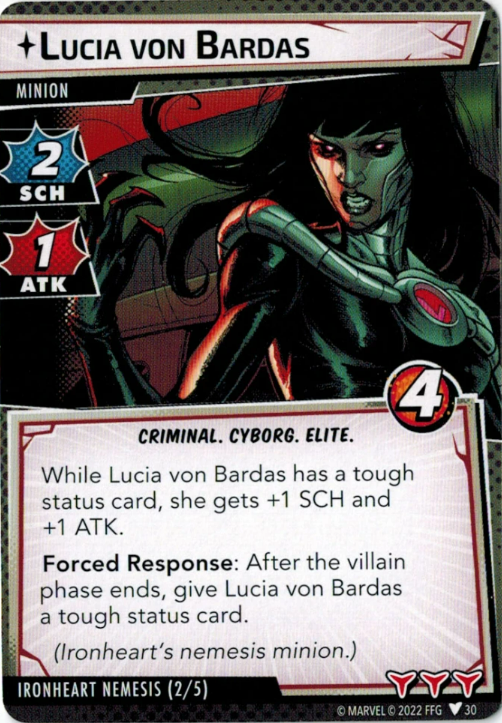 LUCIA VON BARDAS
MINION
2
SCH
1
ATK
4
CRIMINAL. CYBORG. ELITE.
While Lucia von Bardas has a tough
status card, she gets +1 SCH and
+1 ATK.
Forced Response: After the villain
phase ends, give Lucia von Bardas
a tough status card.
(Ironheart's nemesis minion.)
IRONHEART NEMESIS (2/5)
© MARVEL © 2022 FFG 30